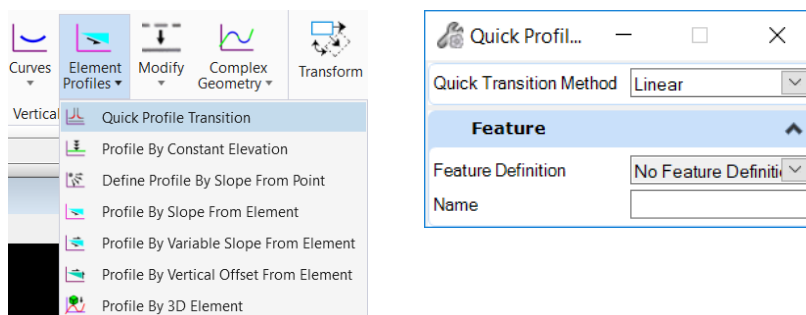 Curves
Element
Profiles
Modify
Complex
Geometry
Transform
Vertical
Quick Profile Transition
Profile By Constant Elevation
Define Profile By Slope From Point
Profile By Slope From Element
Profile By Variable Slope From Element
Profile By Vertical Offset From Element
Profile By 3D Element
Quick Profil...
Quick Transition Method Linear
Feature
Feature Definition No Feature Definiti
Name